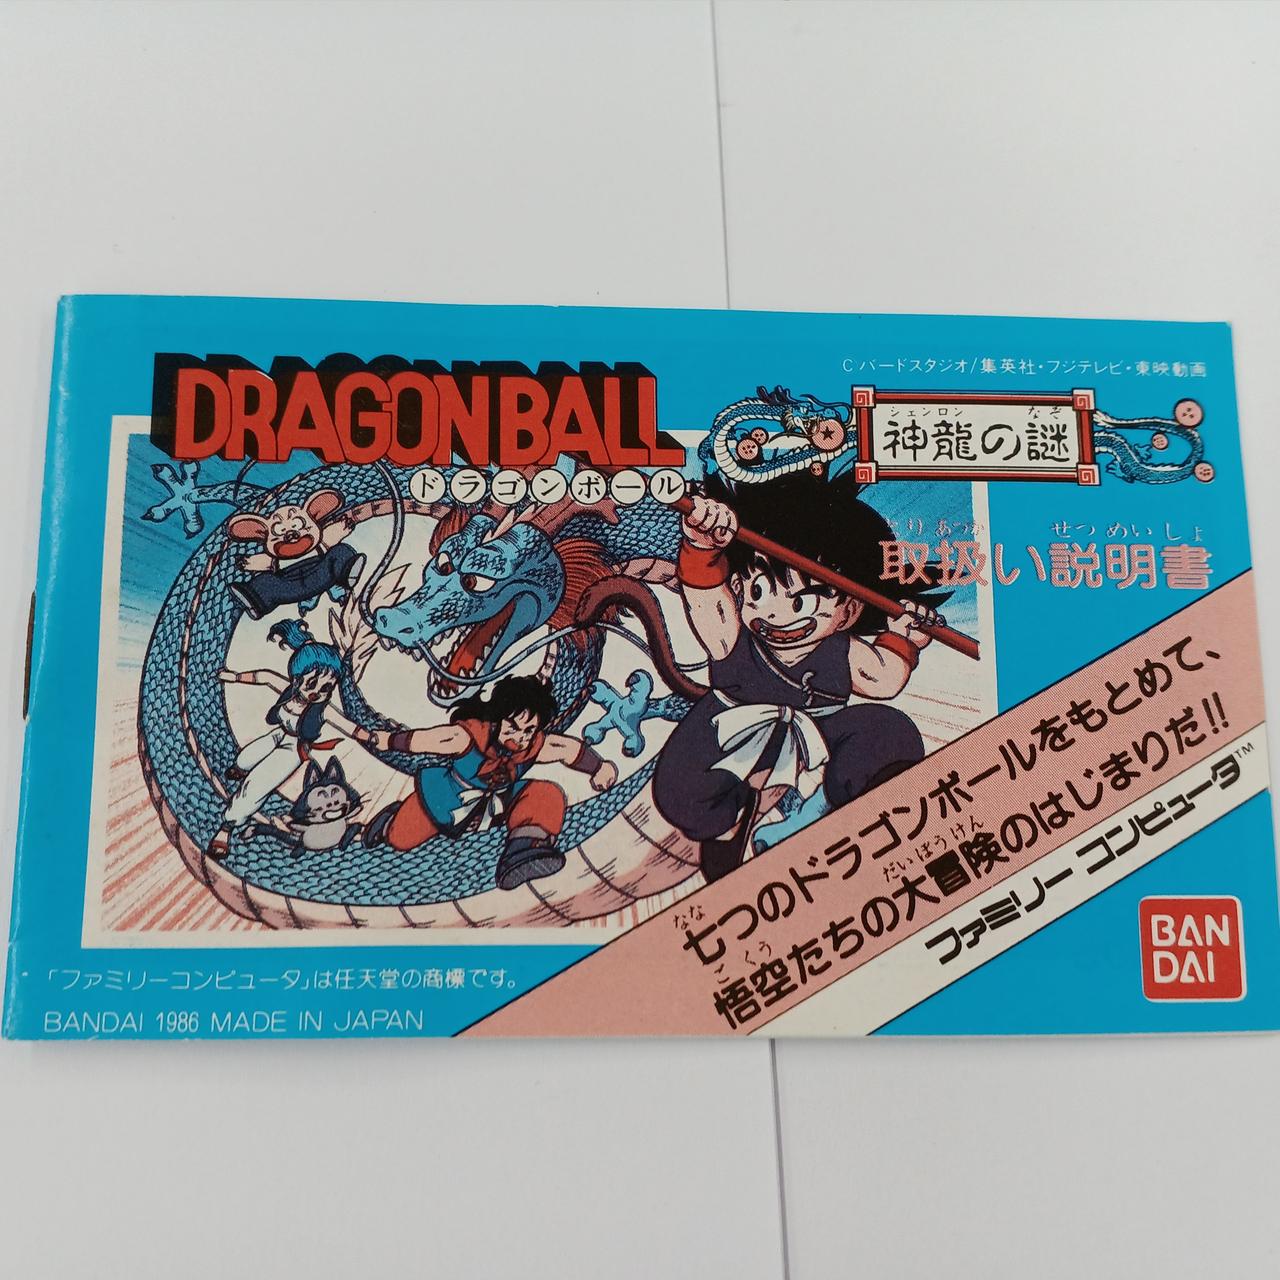 DRAGON BALL
ドラゴンボール
©バードスタジオ/集英社・フジテレビ・東映動画
シェンロン なぞ
神龍の謎
とりあつか せつめいしょ
取扱い説明書
なな
七つのドラゴンボールをもとめて、
ごくう だいぼうけん
悟空たちの大冒険のはじまりだ!!
ファミリーコンピュータ™
BAN
DAI
「ファミリーコンピュータ」は任天堂の商標です。
BANDAI 1986 MADE IN JAPAN